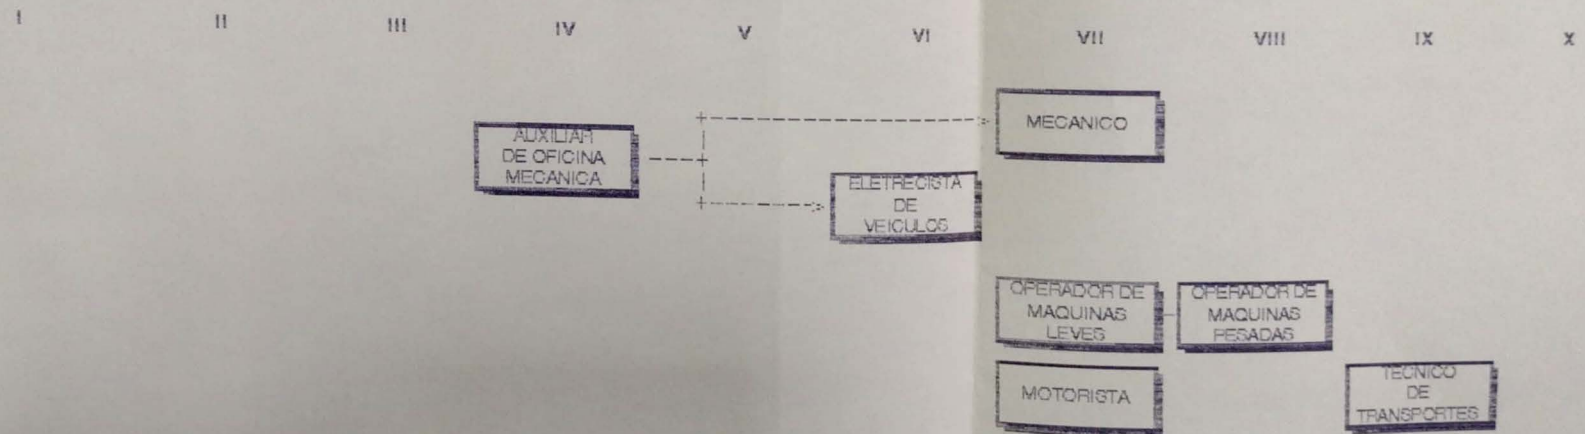 I II III IV V VI VII VIII IX X
AUXILIAR
DE OFICINA
MECANICA
MECANICO
ELETRECISTA
DE
VEICULOS
OPERADOR DE
MAQUINAS
LEVES
OPERADOR DE
MAQUINAS
PESADAS
MOTORISTA
TECNICO
DE
TRANSPORTES